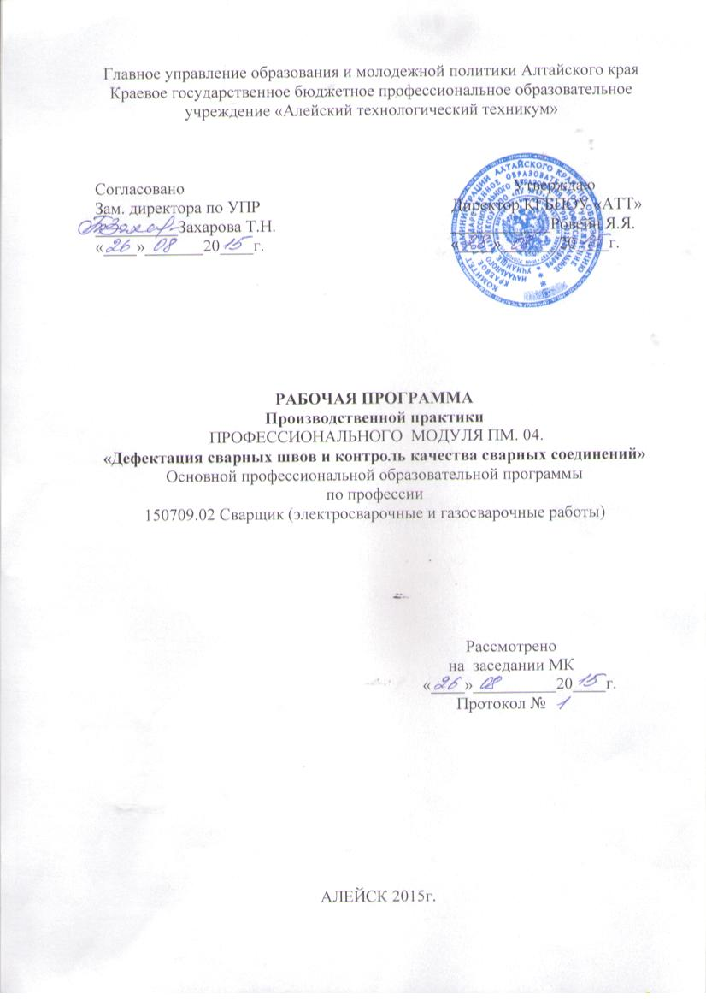 Главное управление образования и молодежной политики Алтайского края
Краевое государственное бюджетное профессиональное образовательное
учреждение «Алейский технологический техникум»
Согласовано
Зам. директора по УПР
Захарова Т.Н.
«26» 08 2015 г.
Утверждаю
Директор КГБПОУ «АТТ»
Я.Я.
20 г.
РАБОЧАЯ ПРОГРАММА
Производственной практики
ПРОФЕССИОНАЛЬНОГО МОДУЛЯ ПМ. 04.
«Дефектация сварных швов и контроль качества сварных соединений»
Основной профессиональной образовательной программы
по профессии
150709.02 Сварщик (электросварочные и газосварочные работы)
Рассмотрено
на заседании МК
«26» 08 2015 г.
Протокол № 1
АЛЕЙСК 2015г.